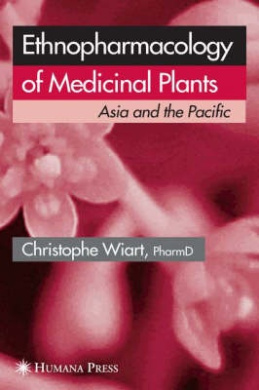 Ethnopharmacology
of Medicinal Plants
Asia and the Pacific
Christophe Wiart, PharmD
HUMANA PRESS